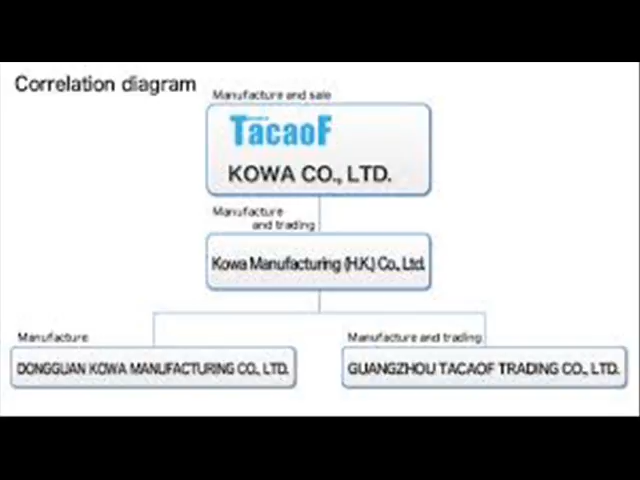 Correlation diagram
Manufacture and sale
TacaoF
KOWA CO., LTD.
Manufacture
and trading
Kowa Manufacturing (H.K.) Co., Ltd.
Manufacture
Manufacture and trading
DONGGUAN KOWA MANUFACTURING CO., LTD.
GUANGZHOU TACAOF TRADING CO., LTD.